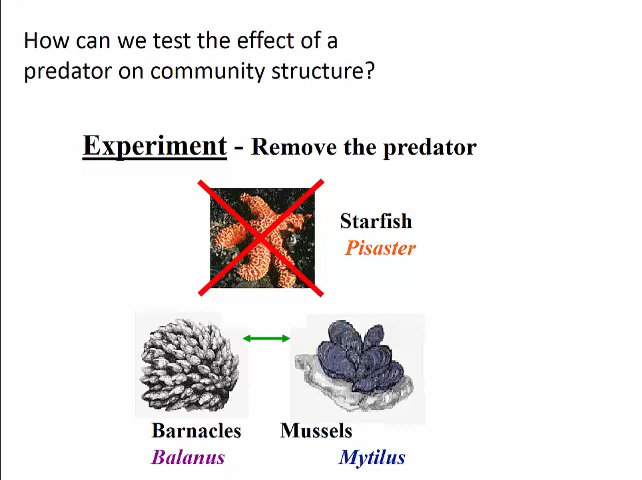 How can we test the effect of a
predator on community structure?
Experiment - Remove the predator
Starfish
Pisaster
Barnacles Mussels
Balanus Mytilus